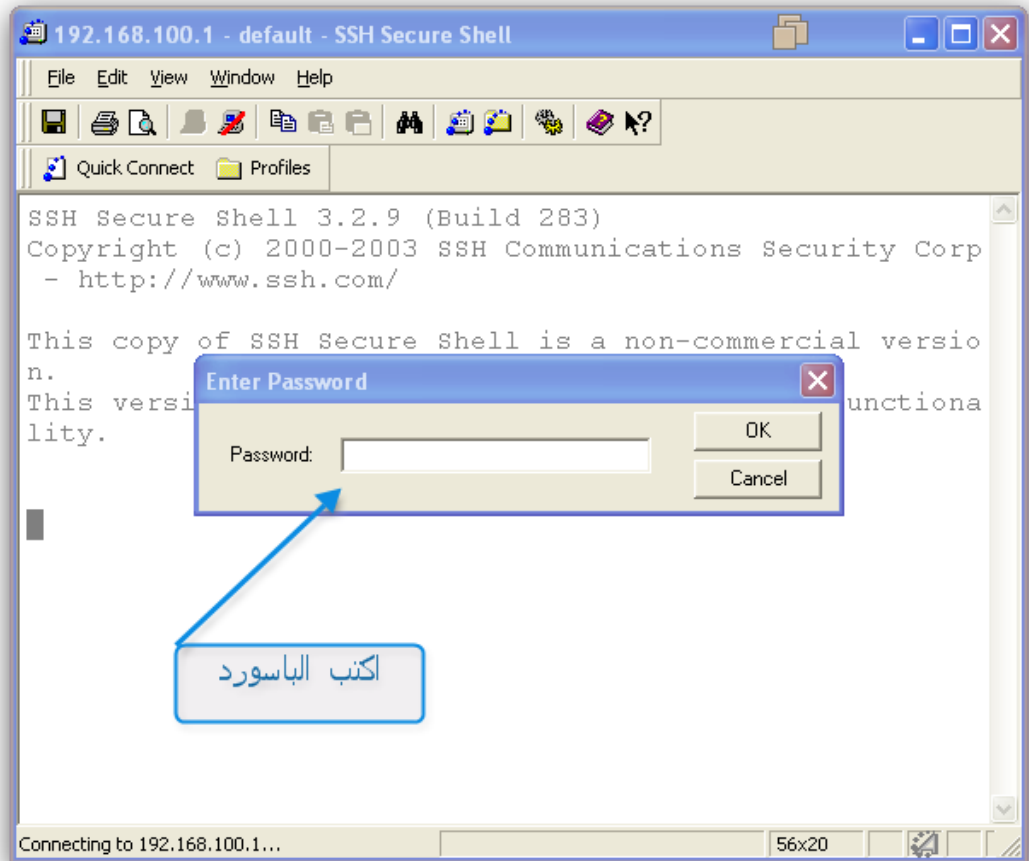 192.168.100.1 - default - SSH Secure Shell
File Edit View Window Help
Quick Connect Profiles
SSH Secure Shell 3.2.9 (Build 283)
Copyright (c) 2000-2003 SSH Communications Security Corp
- http://www.ssh.com/
This copy of SSH Secure Shell is a non-commercial versio
n.
This versi unctiona
lity.
Enter Password
Password:
OK
Cancel
اكتب الباسورد
Connecting to 192.168.100.1... 56x20